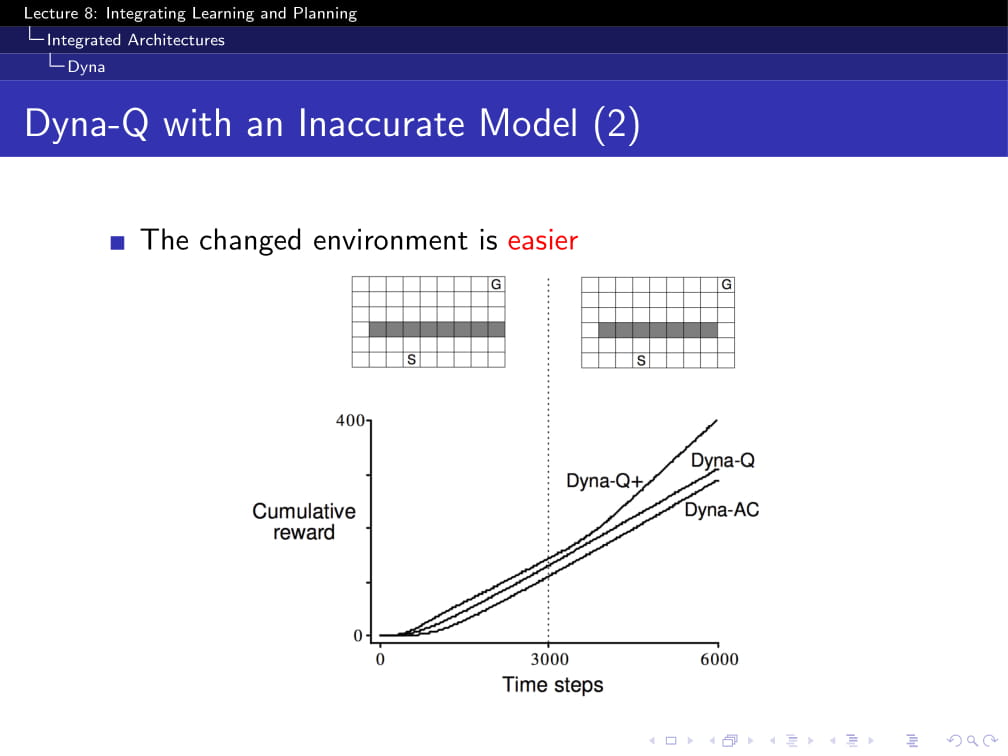 Lecture 8: Integrating Learning and Planning
Integrated Architectures
Dyna
Dyna-Q with an Inaccurate Model (2)
The changed environment is easier
G
G
S
S
400
Dyna-Q
Dyna-Q+
Dyna-AC
Cumulative
reward
0
0
3000
6000
Time steps